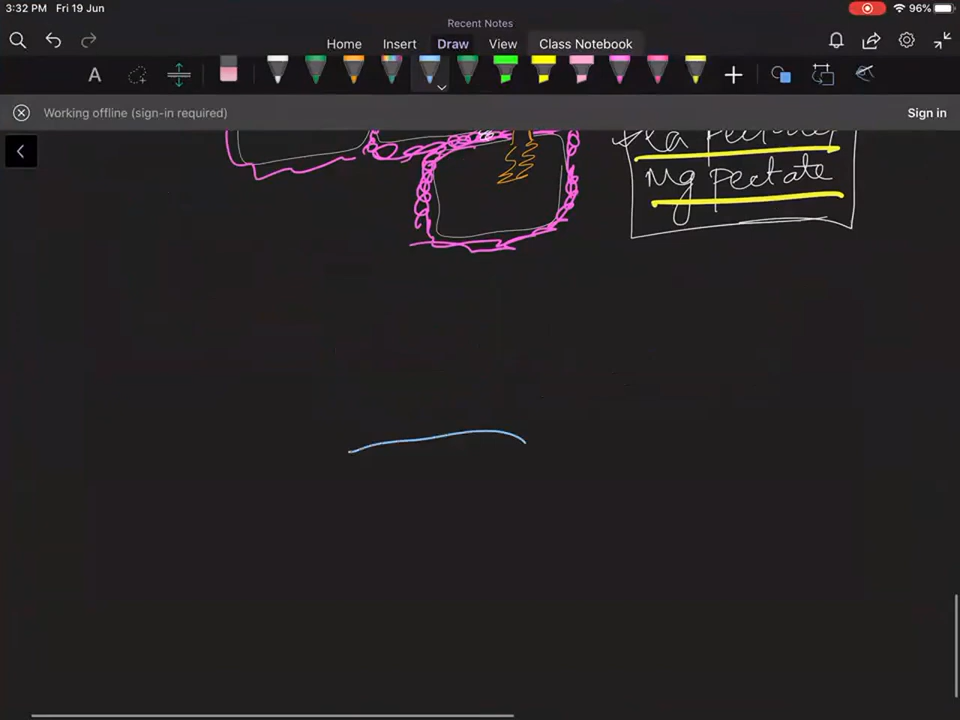 3:32 PM Fri 19 Jun
96%
Recent Notes
Home Insert Draw View Class Notebook
A
Working offline (sign-in required)
Sign in
Mg pectate